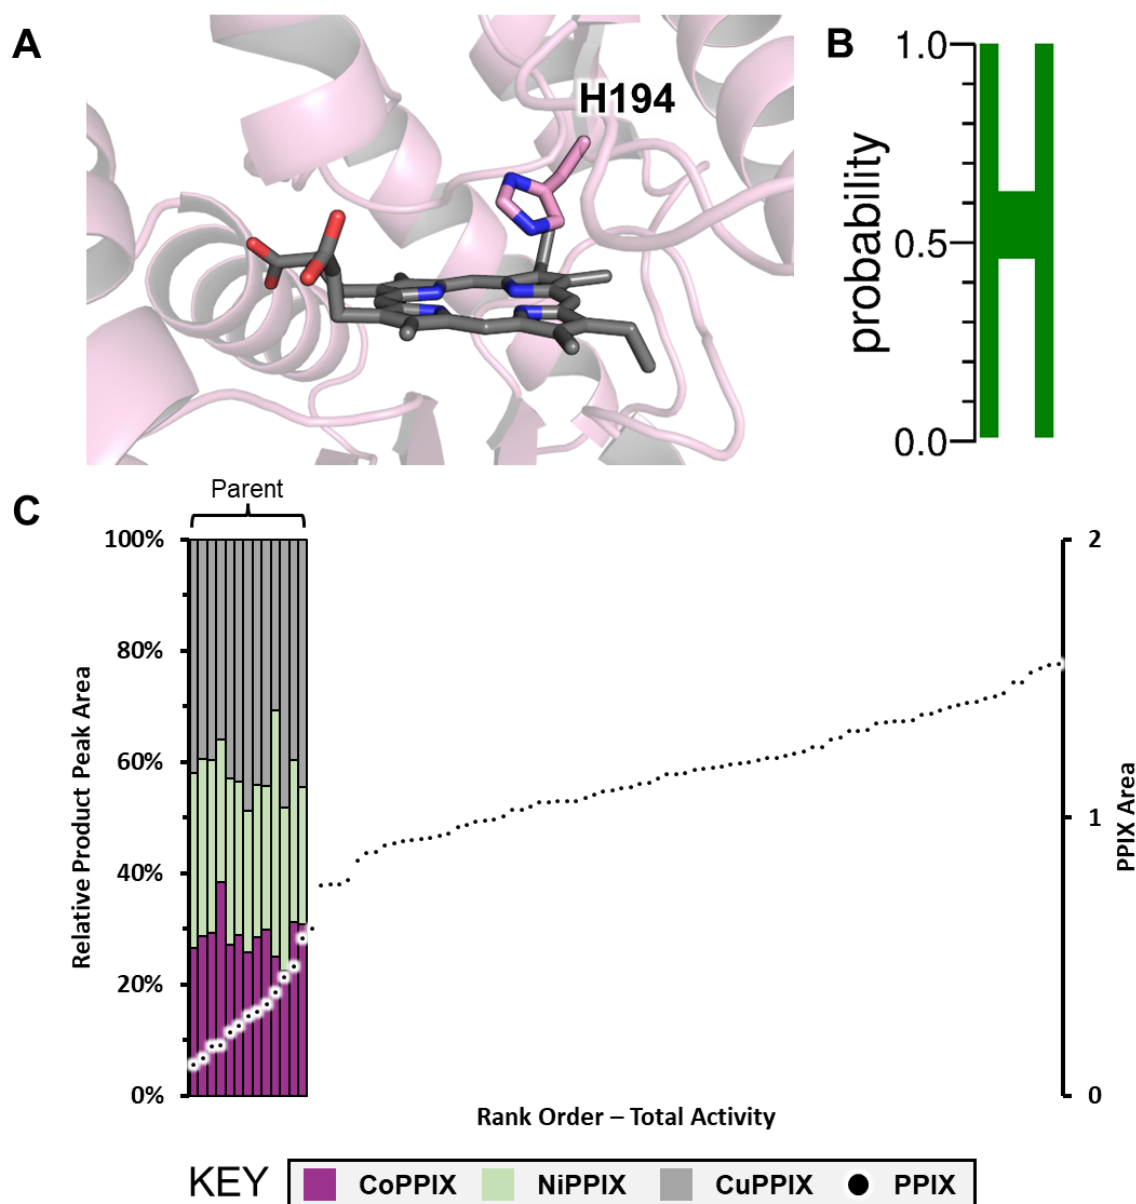 A
H194
B
1.0
0.5
0.0
probability
H
C
Parent
100%
80%
60%
40%
20%
0%
Relative Product Peak Area
2
1
0
PPIX Area
Rank Order – Total Activity
KEY CoPPIX NiPPIX CuPPIX PPIX